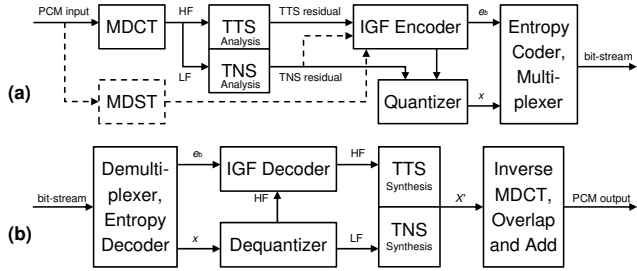 PCM input
MDCT
HF
LF
TTS
Analysis
TNS
Analysis
TTS residual
TNS residual
IGF Encoder
eb
Entropy
Coder,
Multi-
plexer
bit-stream
(a)
MDST
Quantizer
x
bit-stream
(b)
Demulti-
plexer,
Entropy
Decoder
eb
IGF Decoder
HF
HF
x
Dequantizer
LF
TTS
Synthesis
TNS
Synthesis
X'
Inverse
MDCT,
Overlap
and Add
PCM output